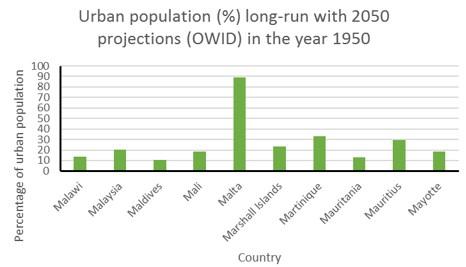 Urban population (%) long-run with 2050
projections (OWID) in the year 1950
Percentage of urban population
100
90
80
70
60
50
40
30
20
10
0
Malawi
Malaysia
Maldives
Mali
Malta
Marshall Islands
Martinique
Mauritania
Mauritius
Mayotte
Country